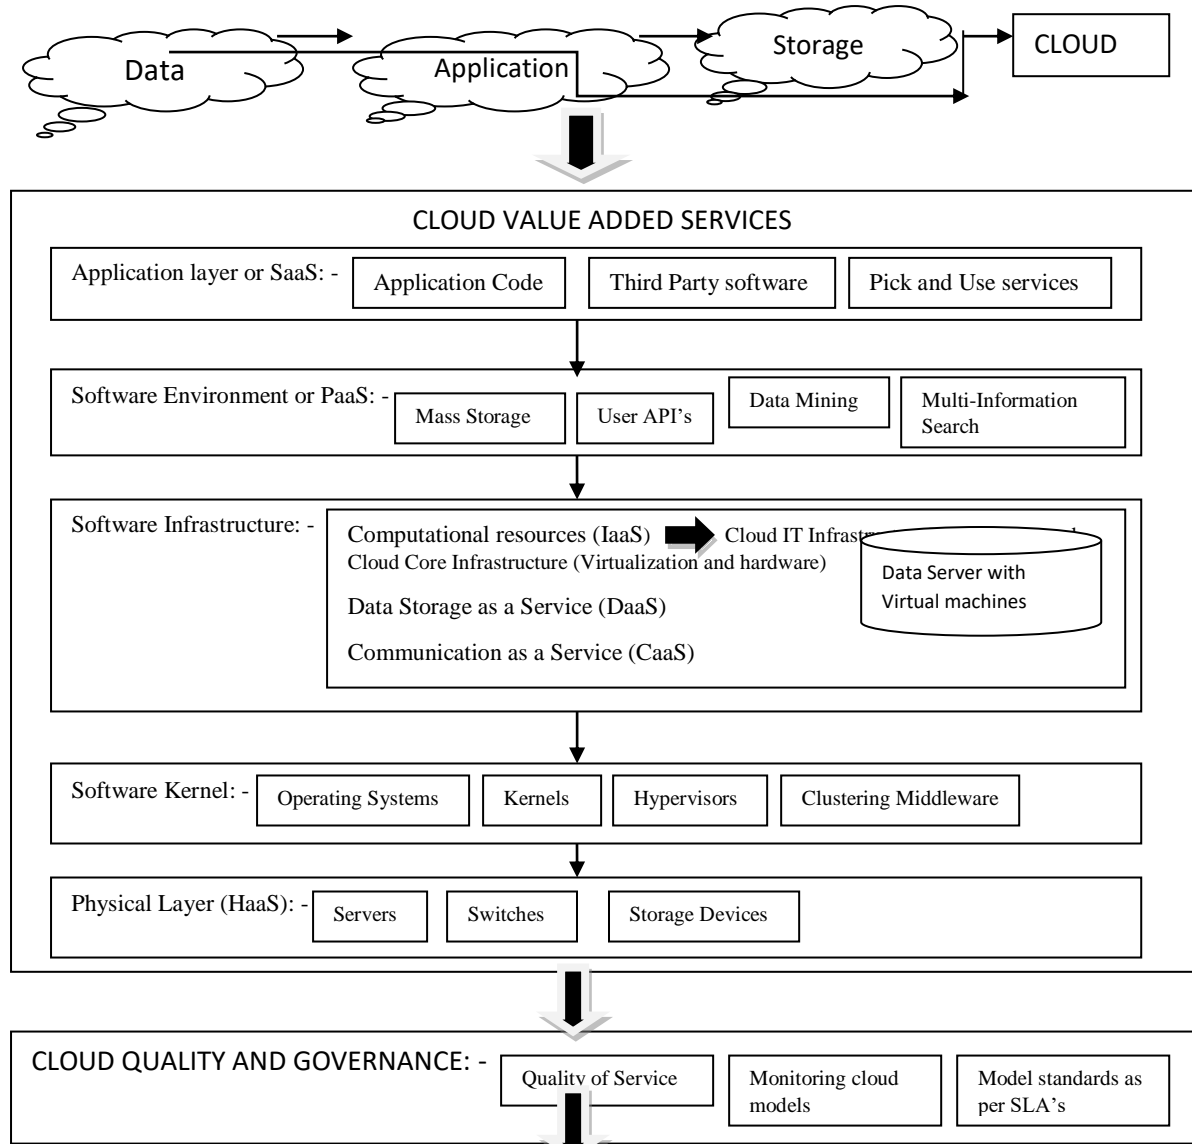 Data
Application
Storage
CLOUD
CLOUD VALUE ADDED SERVICES
Application layer or SaaS: -
Application Code
Third Party software
Pick and Use services
Software Environment or PaaS: -
Mass Storage
User API's
Data Mining
Multi-Information
Search
Software Infrastructure: -
Computational resources (IaaS)
Cloud IT
Cloud Core Infrastructure (Virtualization and hardware)
Data Storage as a Service (DaaS)
Communication as a Service (CaaS)
Data Server with
Virtual machines
Software Kernel: -
Operating Systems
Kernels
Hypervisors
Clustering Middleware
Physical Layer (HaaS): -
Servers
Switches
Storage Devices
CLOUD QUALITY AND GOVERNANCE: -
Quality of Service
Monitoring cloud
models
Model standards as
per SLA's